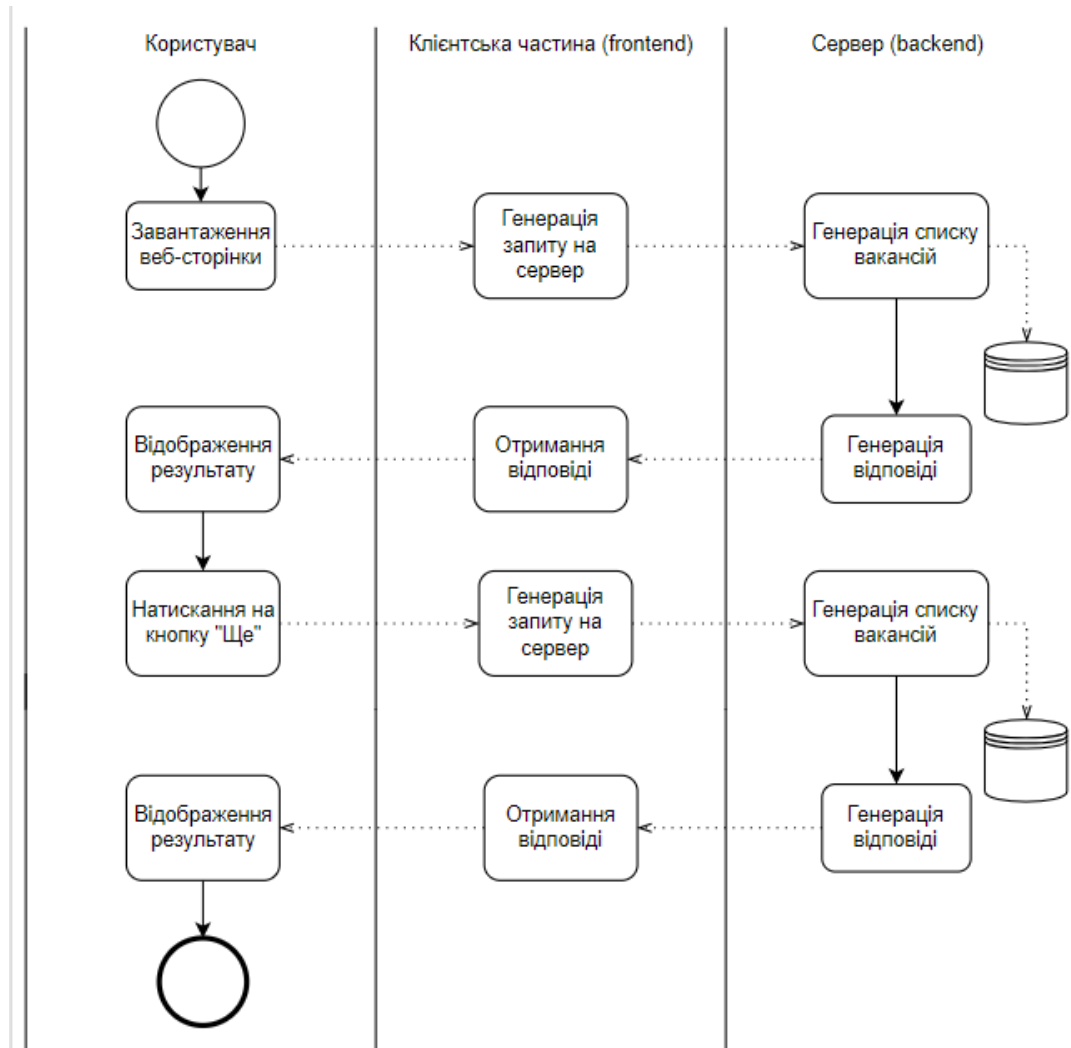 Користувач
Клієнтська частина (frontend)
Сервер (backend)
Завантаження
веб-сторінки
Генерація
запиту на
сервер
Генерація списку
вакансій
Відображення
результату
Отримання
відповіді
Генерація
відповіді
Натискання на
кнопку "Ще"
Генерація
запиту на
сервер
Генерація списку
вакансій
Відображення
результату
Отримання
відповіді
Генерація
відповіді